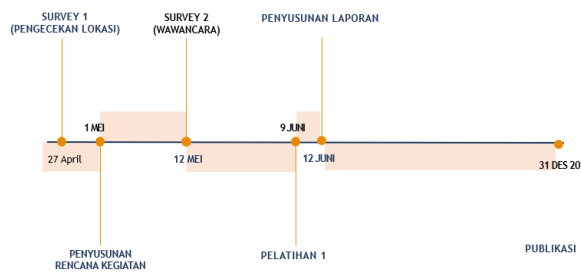 SURVEY 1
(PENGECEKAN LOKASI)
SURVEY 2
(WAWANCARA)
PENYUSUNAN LAPORAN
1 MEI
9 JUNI
27 April
12 MEI
12 JUNI
31 DES 20
PENYUSUNAN
RENCANA KEGIATAN
PELATIHAN 1
PUBLIKASI